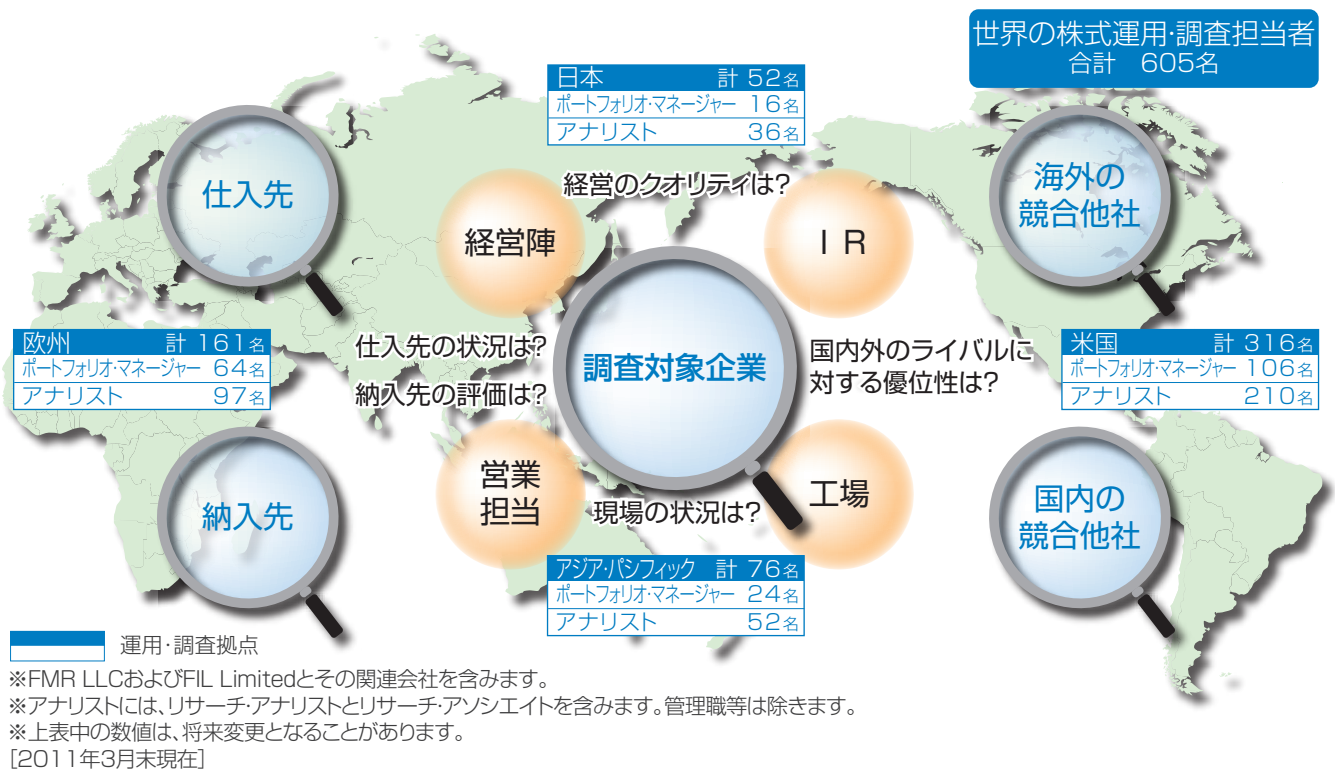 世界の株式運用・調査担当者
合計 605名
日本 計 52名
ポートフォリオ・マネージャー 16名
アナリスト 36名
仕入先
経営のクオリティは?
海外の
競合他社
経営陣
IR
欧州 計 161名
ポートフォリオ・マネージャー 64名
アナリスト 97名
仕入先の状況は?
納入先の評価は?
調査対象企業
国内外のライバルに
対する優位性は?
米国 計 316名
ポートフォリオ・マネージャー 106名
アナリスト 210名
納入先
営業
担当
現場の状況は?
工場
国内の
競合他社
アジア・パシフィック 計 76名
ポートフォリオ・マネージャー 24名
アナリスト 52名
運用・調査拠点
※FMR LLCおよびFIL Limitedとその関連会社を含みます。
※アナリストには、リサーチ・アナリストとリサーチ・アソシエイトを含みます。管理職等は除きます。
※上表中の数値は、将来変更となることがあります。
[2011年3月末現在]